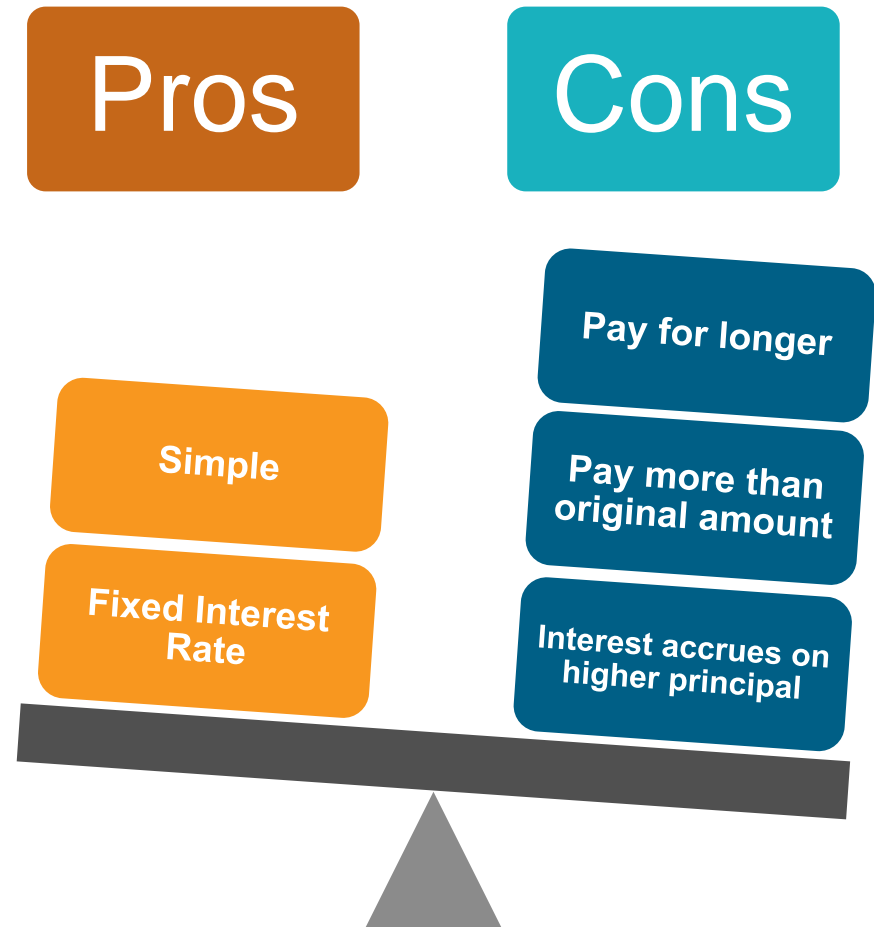 Pros
Cons
Simple
Fixed Interest
Rate
Pay for longer
Pay more than
original amount
Interest accrues on
higher principal